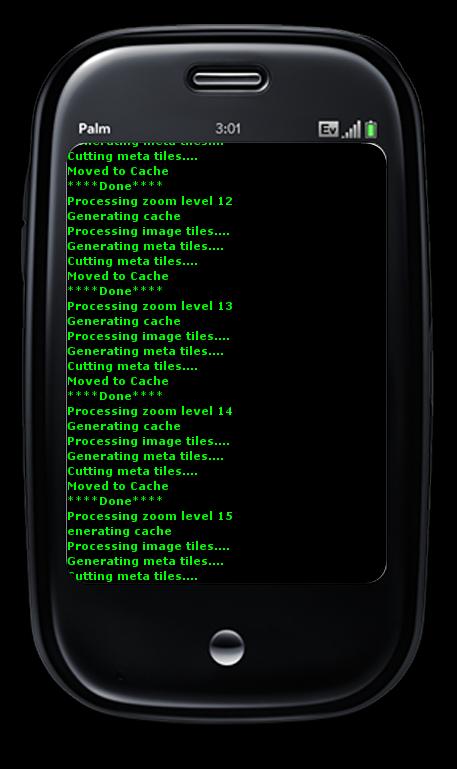 Palm 3:01 Ev
Generating meta tiles....
Cutting meta tiles....
Moved to Cache
****Done****
Processing zoom level 12
Generating cache
Processing image tiles....
Generating meta tiles....
Cutting meta tiles....
Moved to Cache
****Done****
Processing zoom level 13
Generating cache
Processing image tiles....
Generating meta tiles....
Cutting meta tiles....
Moved to Cache
****Done****
Processing zoom level 14
Generating cache
Processing image tiles....
Generating meta tiles....
Cutting meta tiles....
Moved to Cache
****Done****
Processing zoom level 15
enerating cache
Processing image tiles....
Generating meta tiles....
Cutting meta tiles....